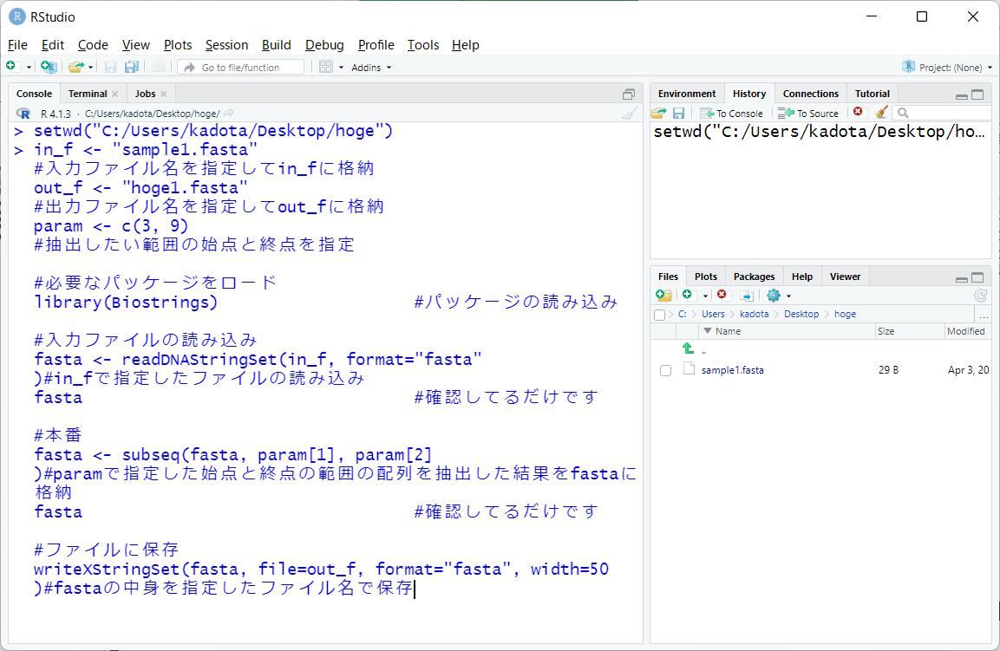 RStudio
File Edit Code View Plots Session Build Debug Profile Tools Help
Go to file/function Addins Project: (None)
Console Terminal Jobs
R 4.1.3 · C:/Users/kadota/Desktop/hoge/
> setwd("C:/Users/kadota/Desktop/hoge")
> in_f <- "sample1.fasta"
#入力ファイル名を指定してin_fに格納
out_f <- "hoge1.fasta"
#出力ファイル名を指定してout_fに格納
param <- c(3, 9)
#抽出したい範囲の始点と終点を指定
#必要なパッケージをロード
library(Biostrings) #パッケージの読み込み
#入力ファイルの読み込み
fasta <- readDNAStringSet(in_f, format="fasta"
)#in_fで指定したファイルの読み込み
fasta #確認してるだけです
#本番
fasta <- subseq(fasta, param[1], param[2]
)#paramで指定した始点と終点の範囲の配列を抽出した結果をfastaに
格納
fasta #確認してるだけです
#ファイルに保存
writeXStringSet(fasta, file=out_f, format="fasta", width=50
)#fastaの中身を指定したファイル名で保存
Environment History Connections Tutorial
To Console To Source
setwd("C:/Users/kadota/Desktop/ho...
Files Plots Packages Help Viewer
C: Users kadota Desktop hoge ...
Name Size Modified
..
sample1.fasta 29 B Apr 3, 20